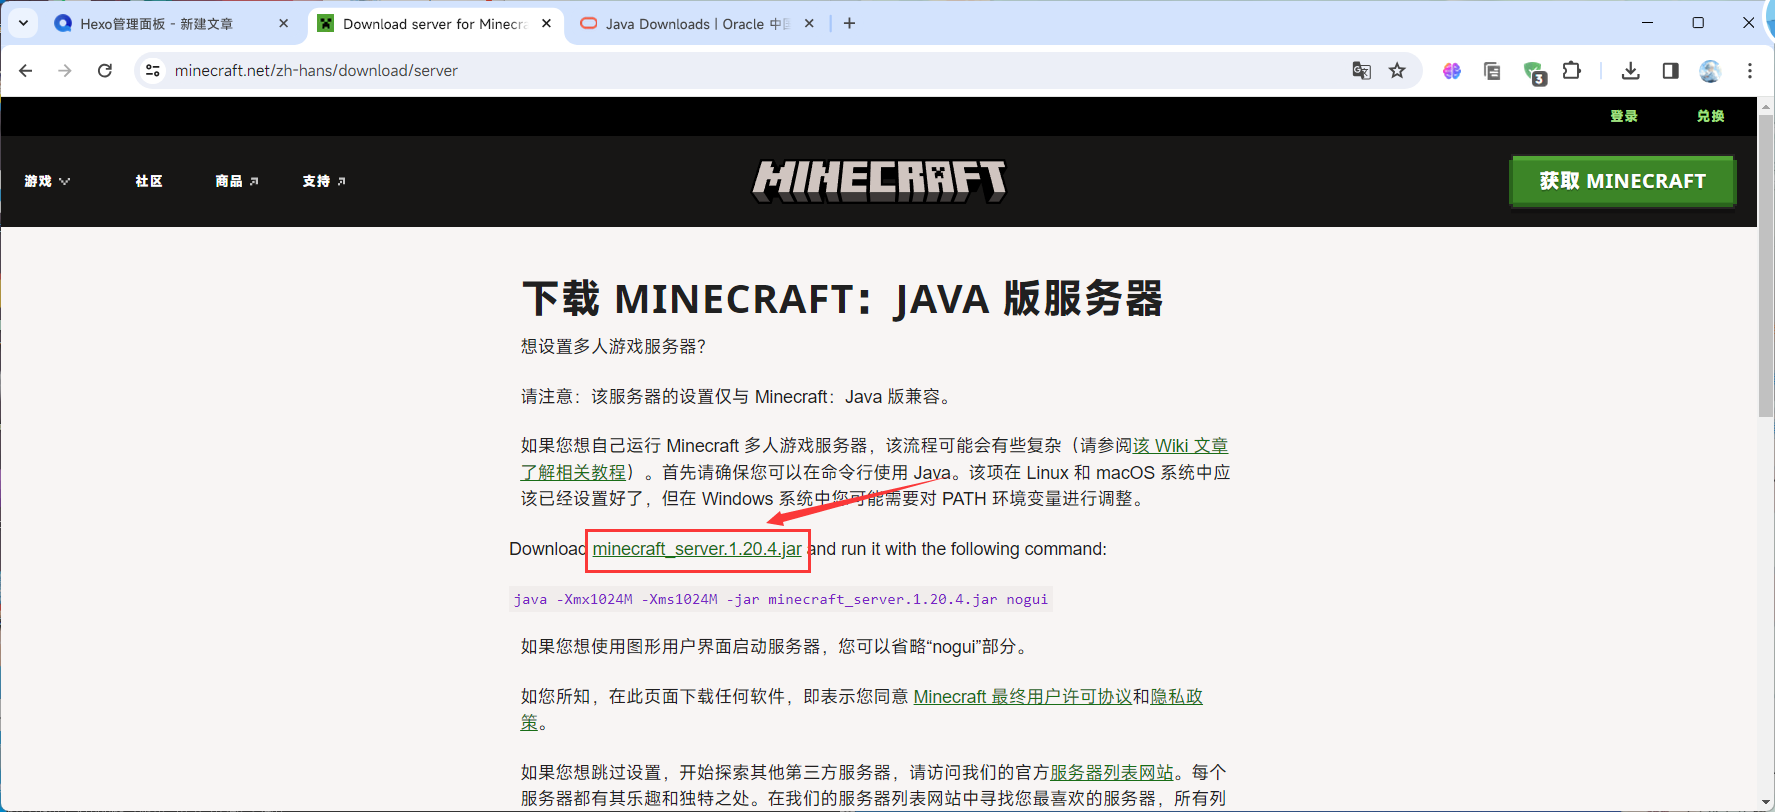 Hexo管理面板 - 新建文章
Download server for Minecra
Java Downloads | Oracle 中国
minecraft.net/zh-hans/download/server
3
登录
兑换
游戏
社区
商品
支持
MINECRAFT
获取 MINECRAFT
下载 MINECRAFT：JAVA 版服务器
想设置多人游戏服务器？
请注意：该服务器的设置仅与 Minecraft：Java 版兼容。
如果您想自己运行 Minecraft 多人游戏服务器，该流程可能会有些复杂（请参阅该 Wiki 文章
了解相关教程）。首先请确保您可以在命令行使用 Java。该项在 Linux 和 macOS 系统中应
该已经设置好了，但在 Windows 系统中您可能需要对 PATH 环境变量进行调整。
Download minecraft_server.1.20.4.jar and run it with the following command:
java -Xmx1024M -Xms1024M -jar minecraft_server.1.20.4.jar nogui
如果您想使用图形用户界面启动服务器，您可以省略“nogui”部分。
如您所知，在此页面下载任何软件，即表示您同意 Minecraft 最终用户许可协议和隐私政
策。
如果您想跳过设置，开始探索其他第三方服务器，请访问我们的官方服务器列表网站。每个
服务器都有其乐趣和独特之处。在我们的服务器列表网站中寻找您最喜欢的服务器，所有列